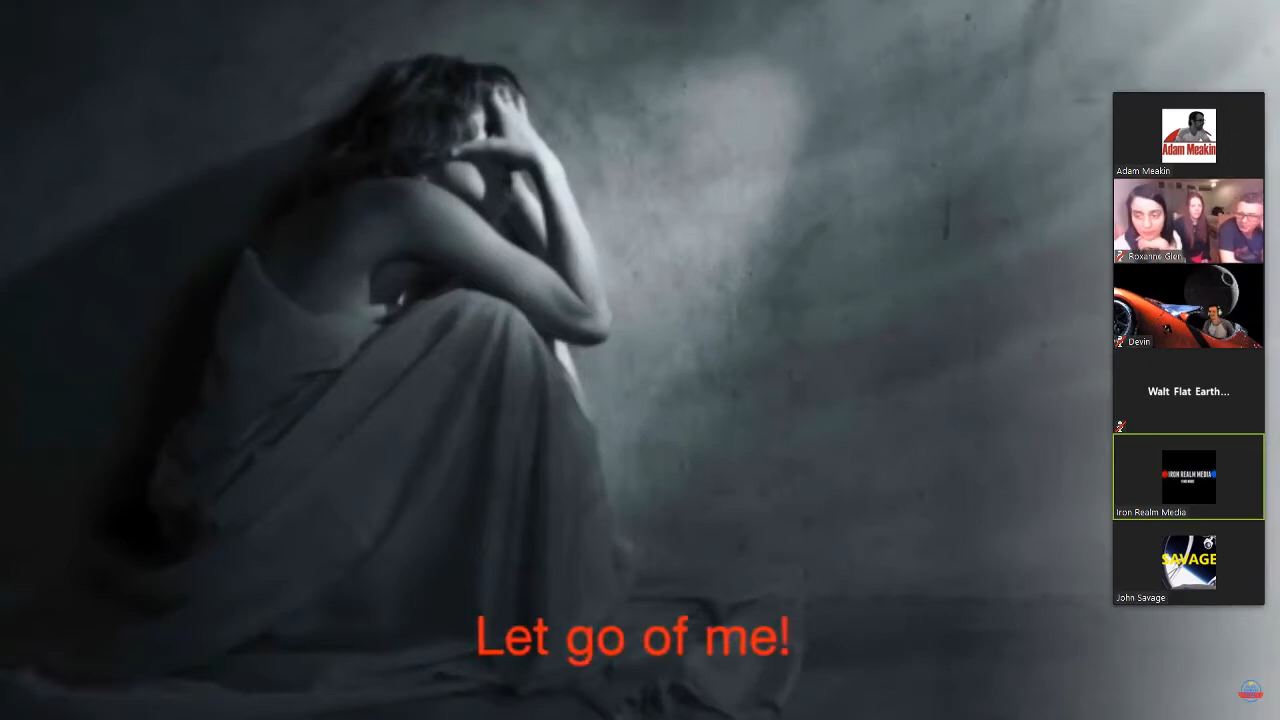 Adam Meakin
Adam Meakin
Roxanne Glen
Devin
Walt Flat Earth...
IRON REALM MEDIA
Iron Realm Media
SAVAGE
John Savage
Let go of me!